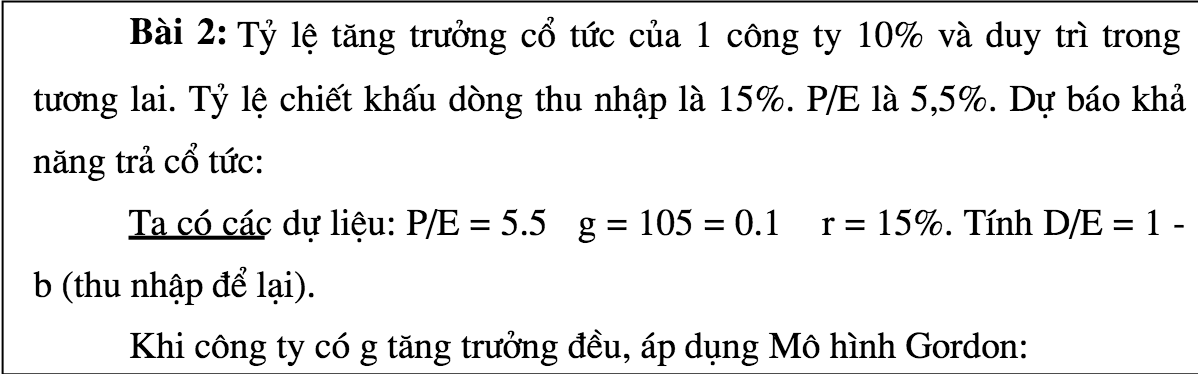 Bài 2: Tỷ lệ tăng trưởng cổ tức của 1 công ty 10% và duy trì trong
tương lai. Tỷ lệ chiết khấu dòng thu nhập là 15%. P/E là 5,5%. Dự báo khả
năng trả cổ tức:
Ta có các dự liệu: P/E = 5.5 g = 105 = 0.1 r = 15%. Tính D/E = 1 -
b (thu nhập để lại).
Khi công ty có g tăng trưởng đều, áp dụng Mô hình Gordon: